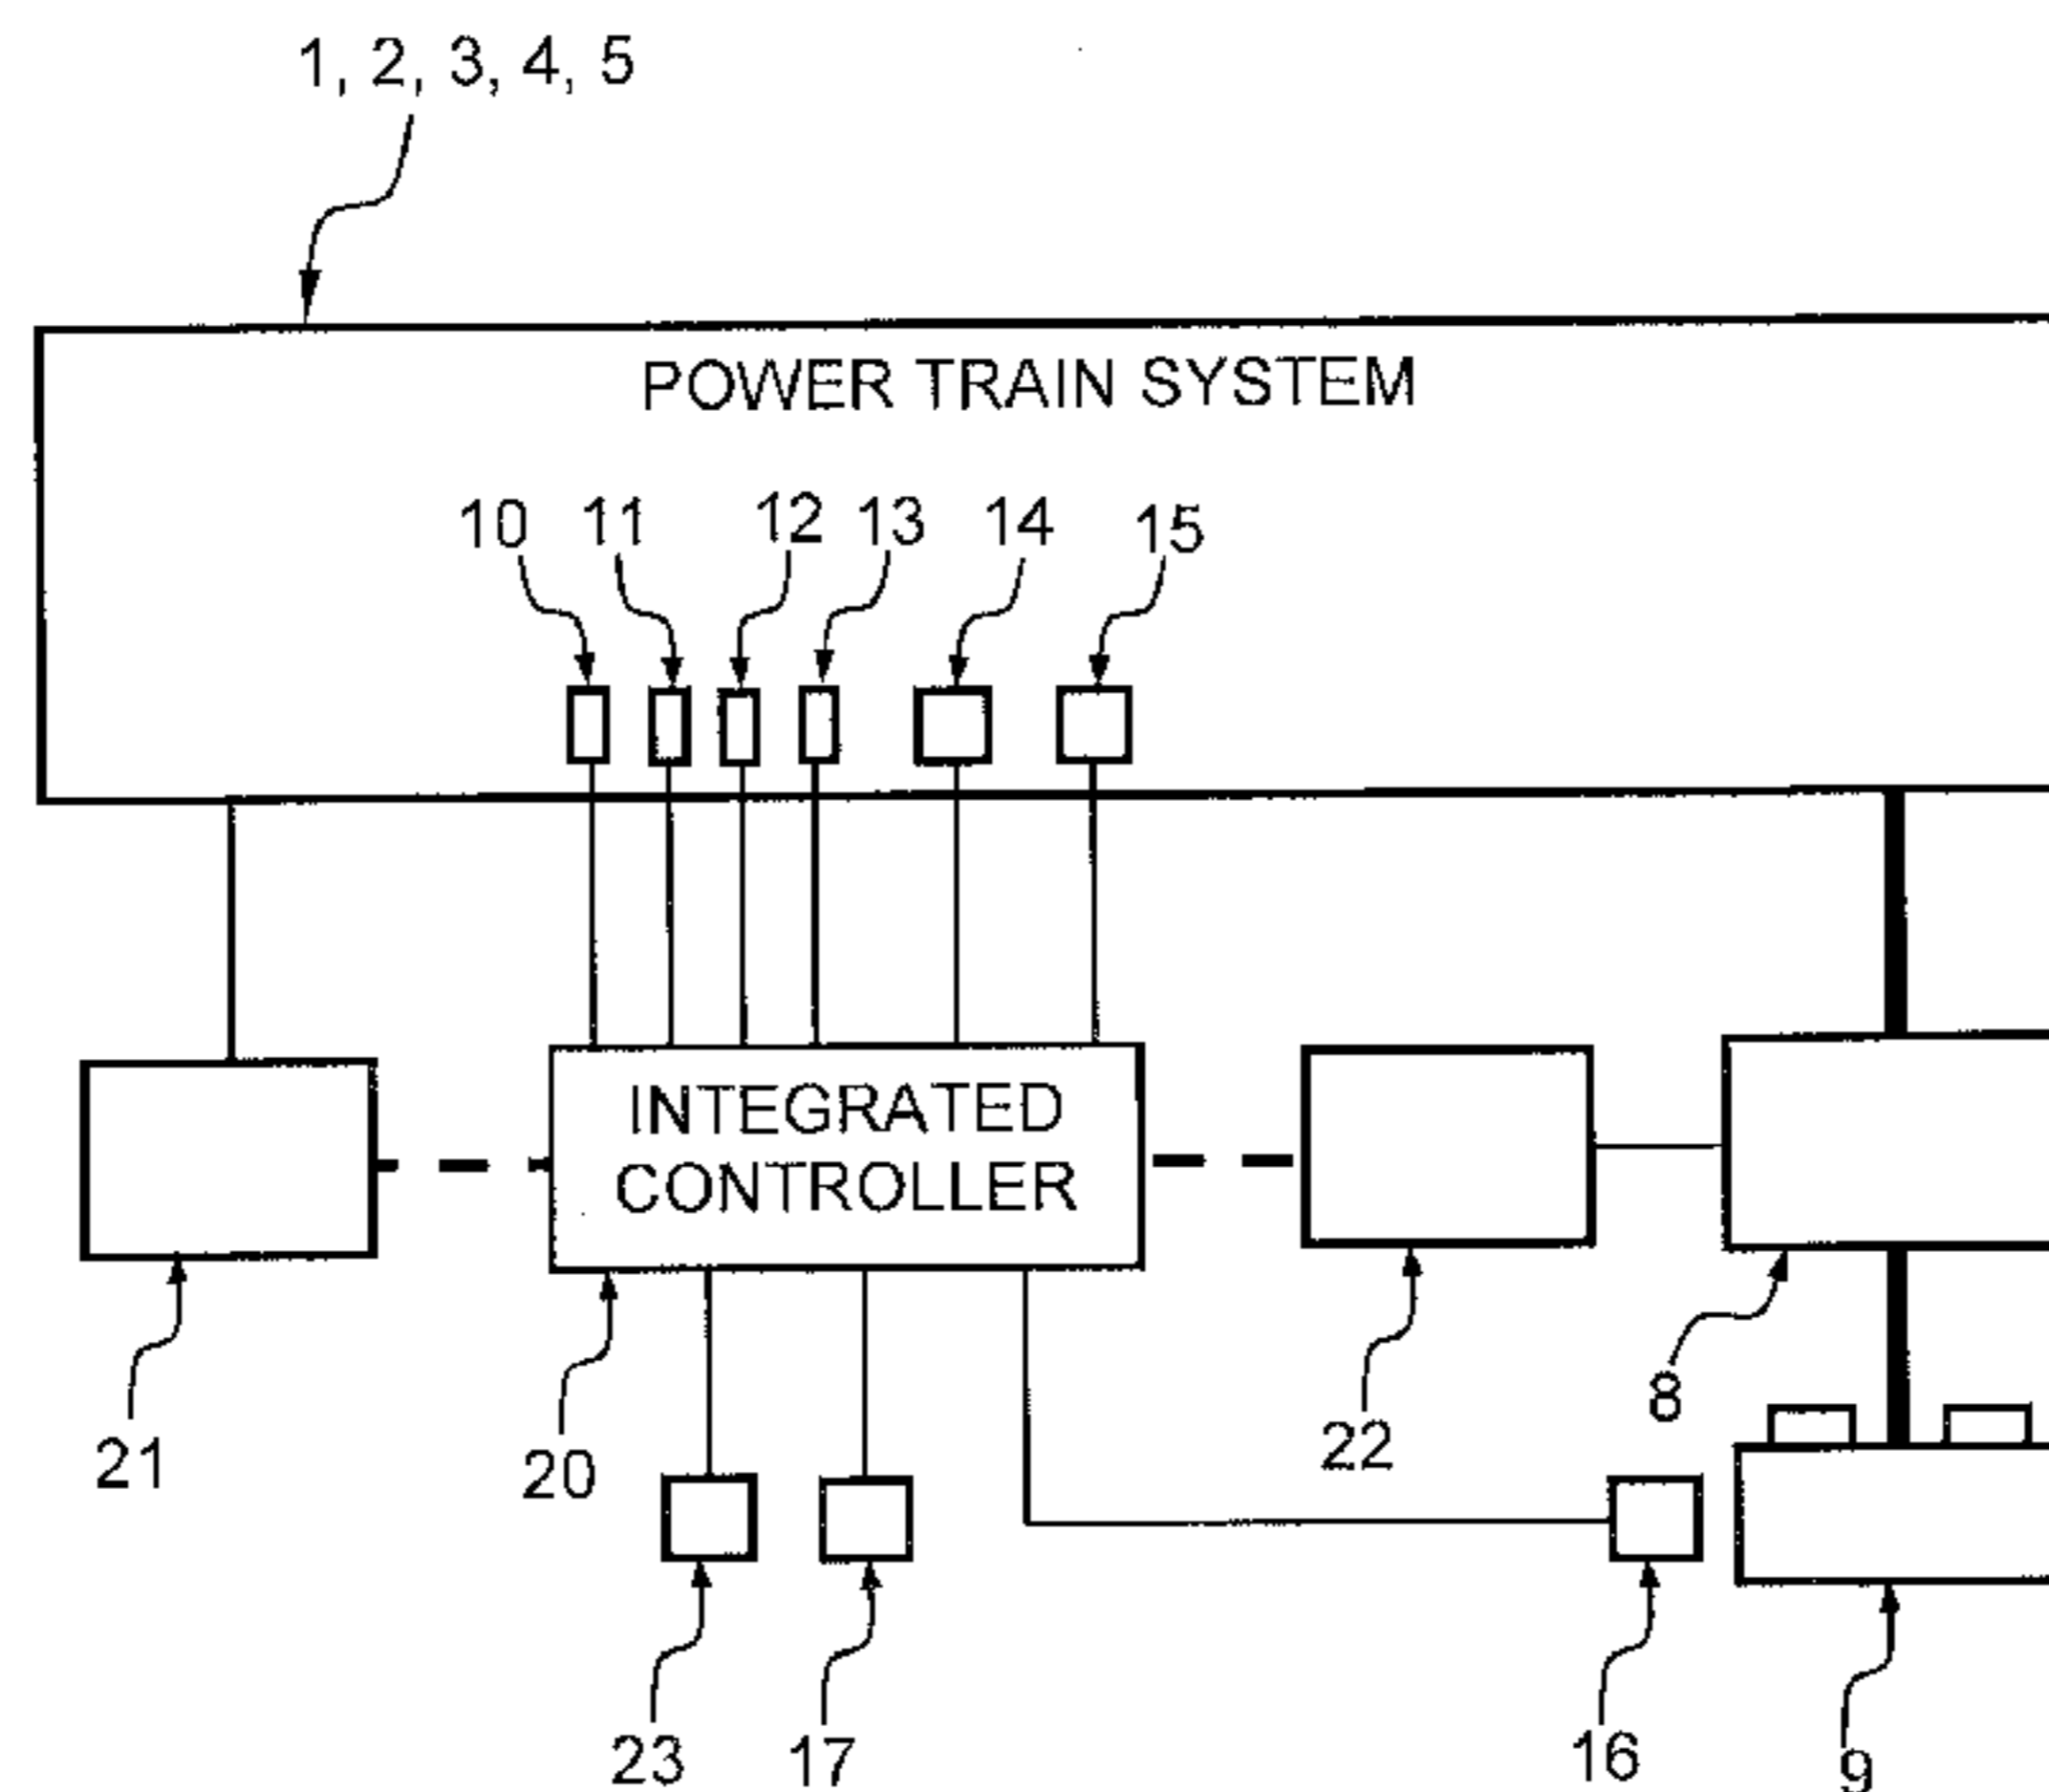 1, 2, 3, 4, 5
POWER TRAIN SYSTEM
10 11 12 13 14 15
INTEGRATED
CONTROLLER
8
21 20 22
23 17 16 9